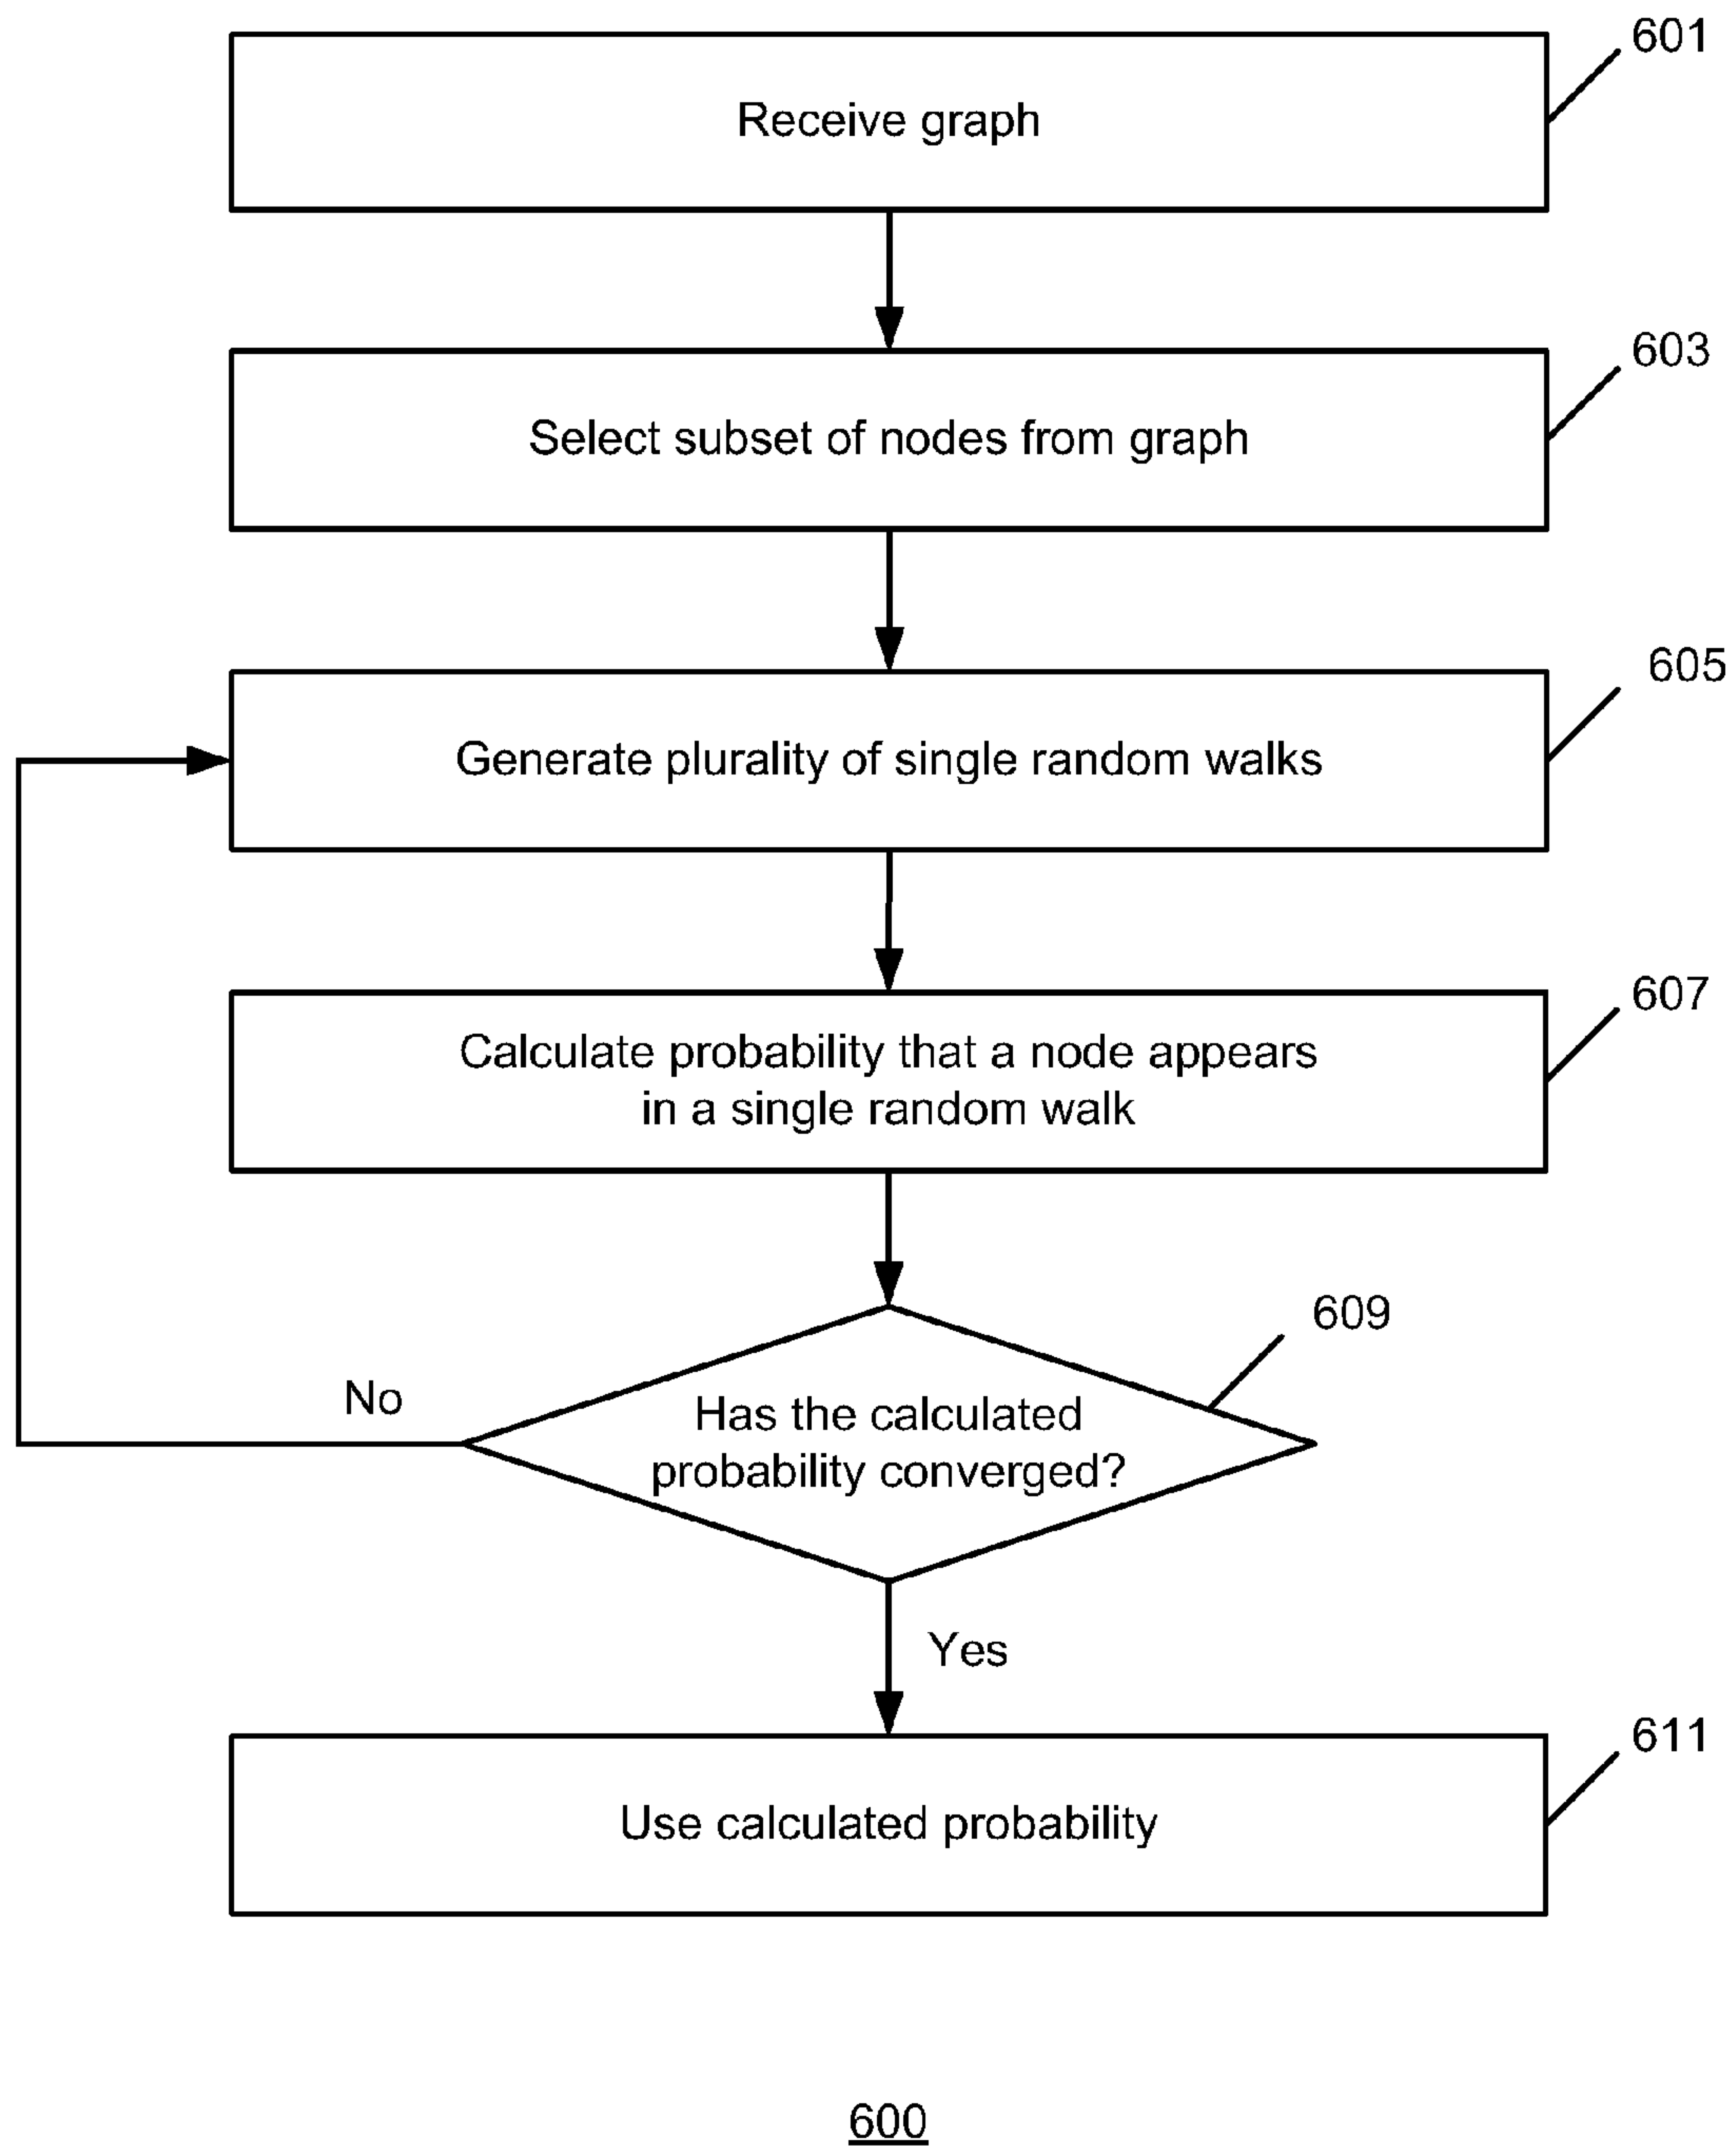 601
Receive graph
603
Select subset of nodes from graph
605
Generate plurality of single random walks
607
Calculate probability that a node appears
in a single random walk
609
Has the calculated
probability converged?
No
Yes
611
Use calculated probability
600